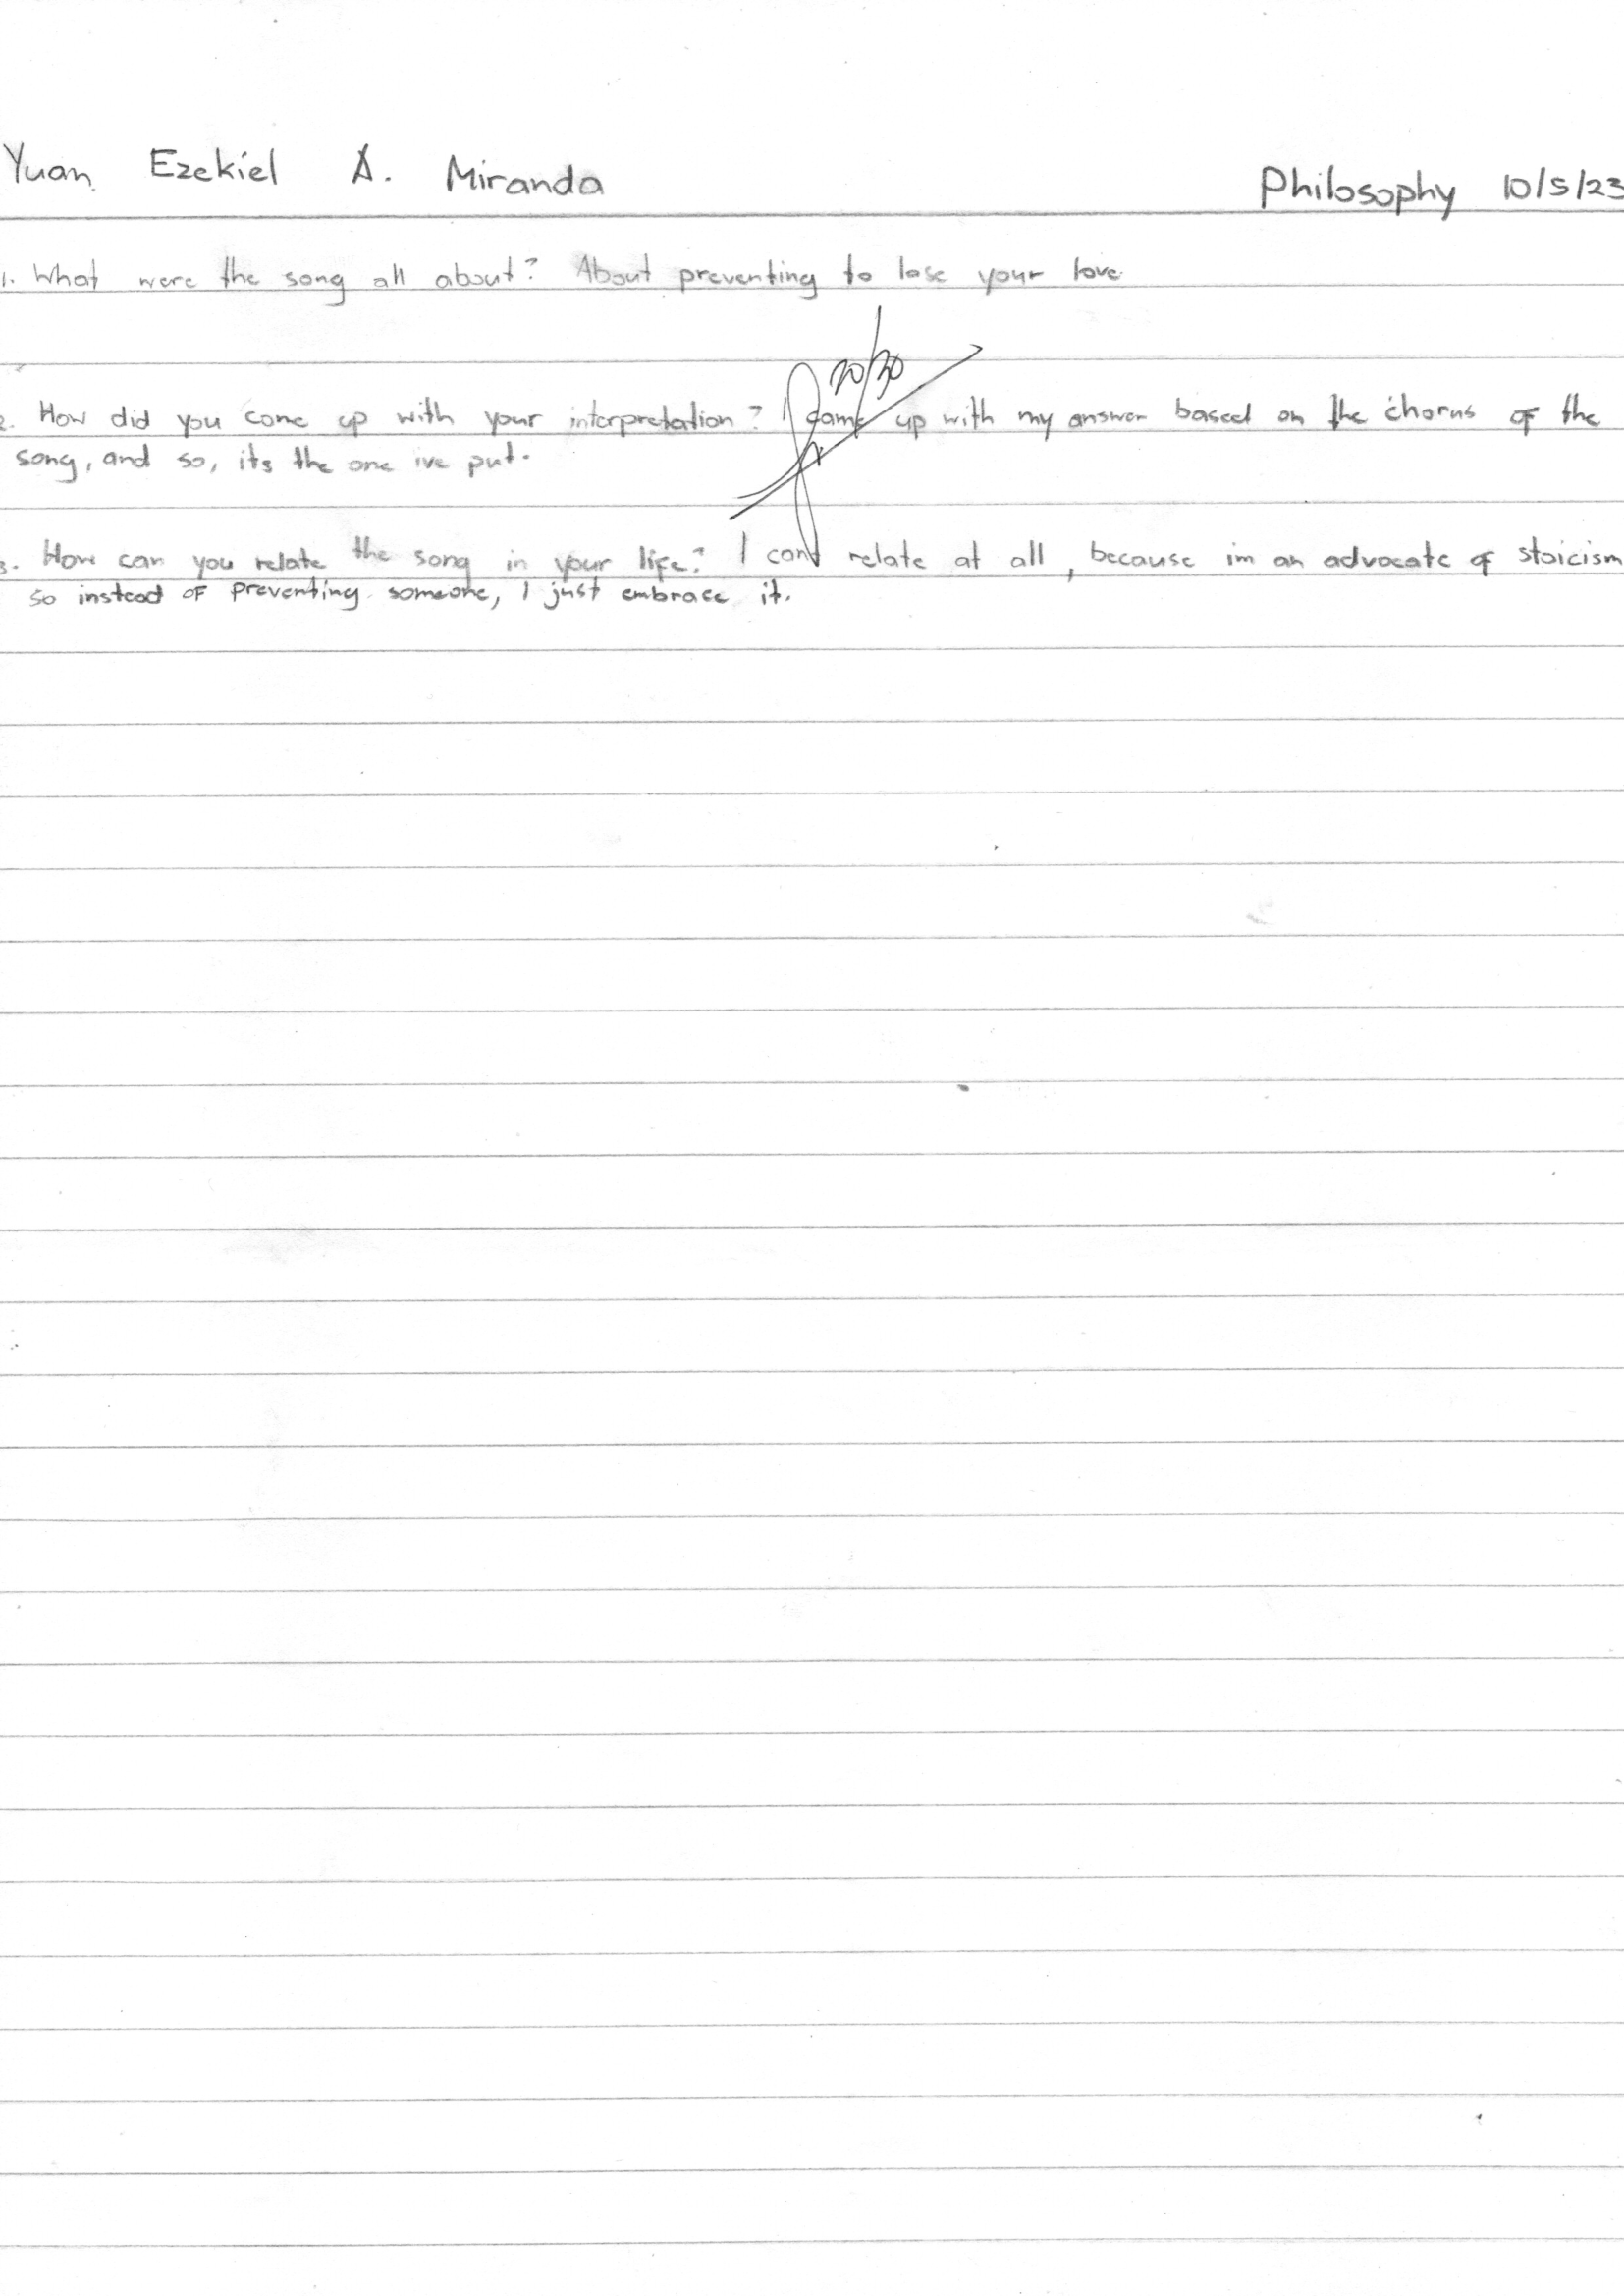 Yuan Ezekiel A. Miranda Philosophy 10/5/23
1. What were the song all about? About preventing to lose your love
20/30
2. How did you come up with your interpretation? I came up with my answer based on the chorus of the
song, and so, its the one ive put.
3. How can you relate the song in your life? I cant relate at all, because im an advocate of stoicism
so instead of preventing someone, I just embrace it.